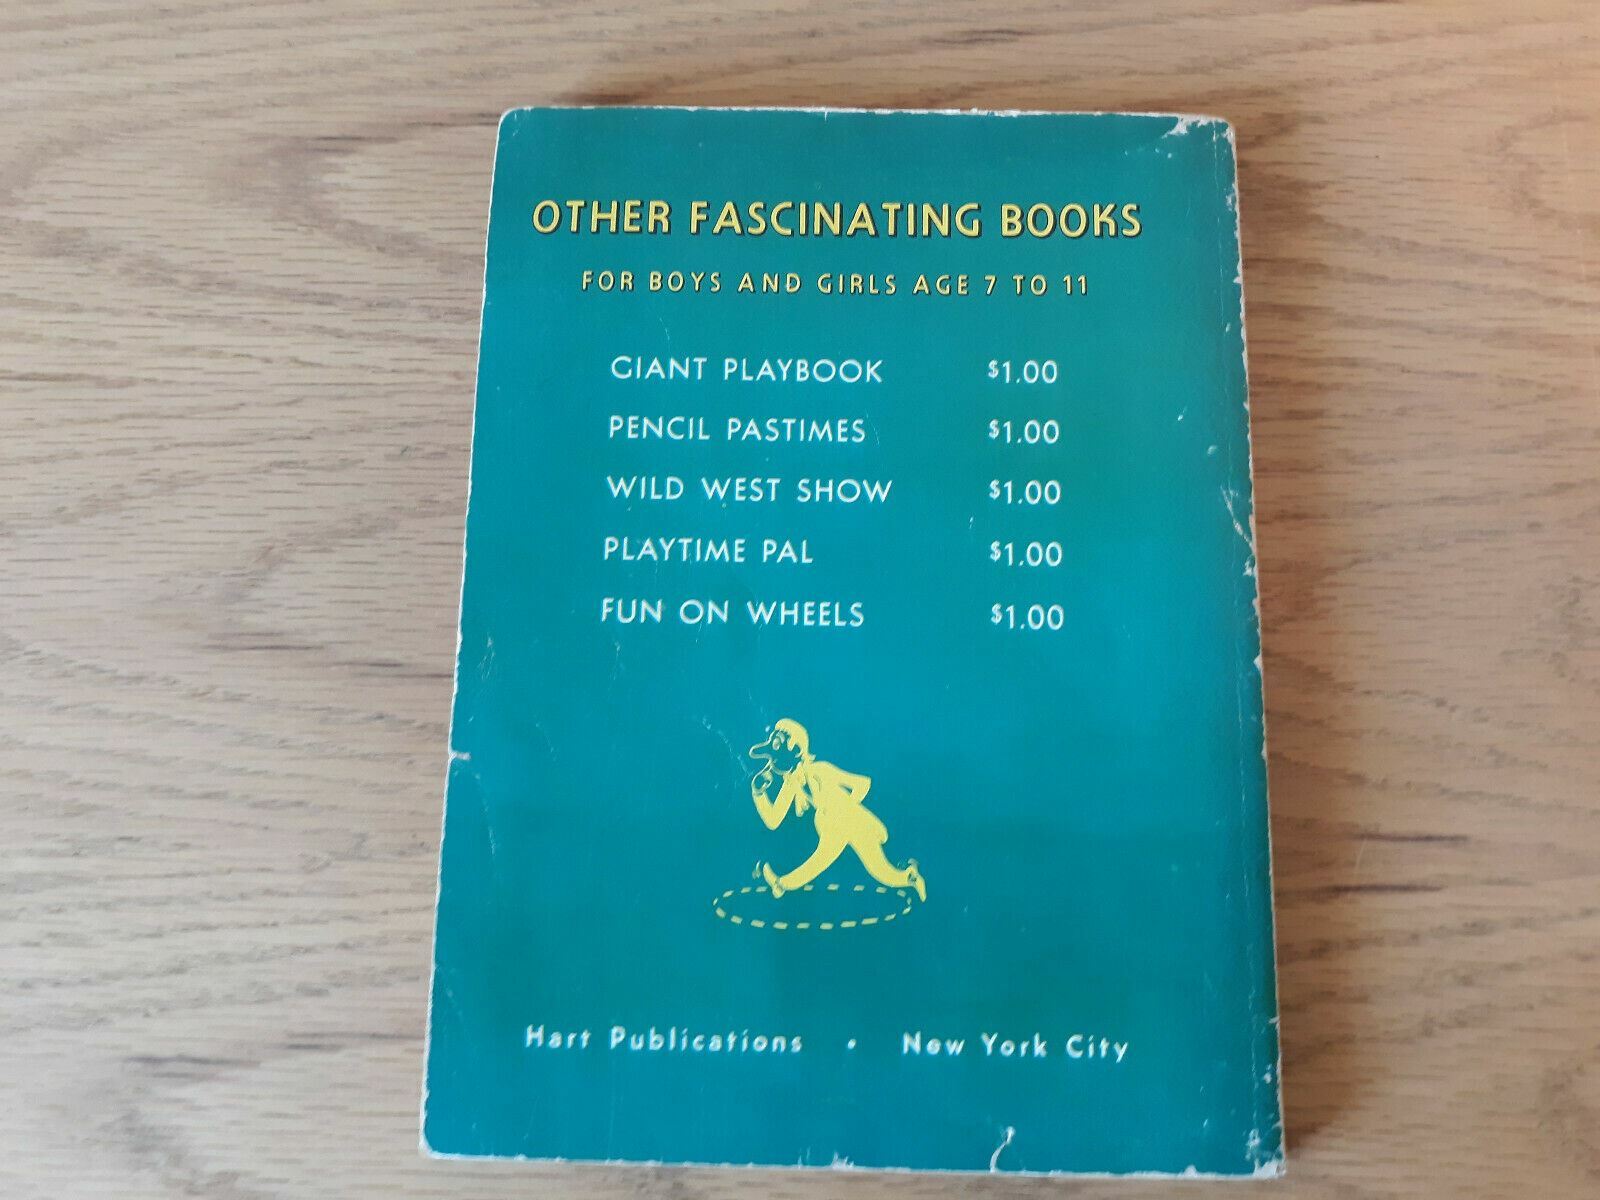 OTHER FASCINATING BOOKS
FOR BOYS AND GIRLS AGE 7 TO 11
GIANT PLAYBOOK $1.00
PENCIL PASTIMES $1.00
WILD WEST SHOW $1.00
PLAYTIME PAL $1.00
FUN ON WHEELS $1.00
Hart Publications • New York City